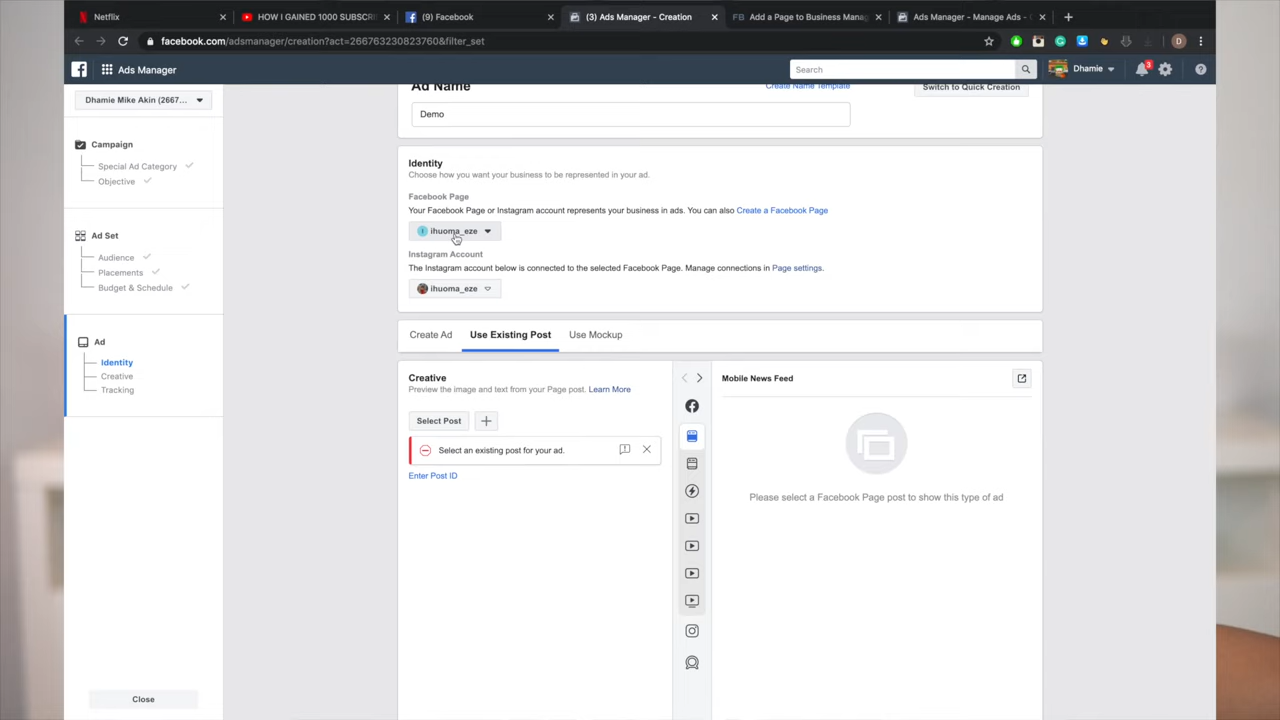 Netflix
HOW I GAINED 1000 SUBSCRI
(9) Facebook
(3) Ads Manager - Creation
FB
Add a Page to Business Mana
Ads Manager - Manage Ads - C
facebook.com/adsmanager/creation?act=266763230823760&filter_set
D
Ads Manager
Search
Dhamie
3
Dhamie Mike Akin (2667...
Campaign
Special Ad Category
Objective
Ad Set
Audience
Placements
Budget & Schedule
Ad
Identity
Creative
Tracking
Close
Ad Name
Create Name Template
Switch to Quick Creation
Demo
Identity
Choose how you want your business to be represented in your ad.
Facebook Page
Your Facebook Page or Instagram account represents your business in ads. You can also Create a Facebook Page
ihuoma_eze
Instagram Account
The Instagram account below is connected to the selected Facebook Page. Manage connections in Page settings.
ihuoma_eze
Create Ad
Use Existing Post
Use Mockup
Creative
Preview the image and text from your Page post. Learn More
Select Post
Select an existing post for your ad.
Enter Post ID
Mobile News Feed
Please select a Facebook Page post to show this type of ad